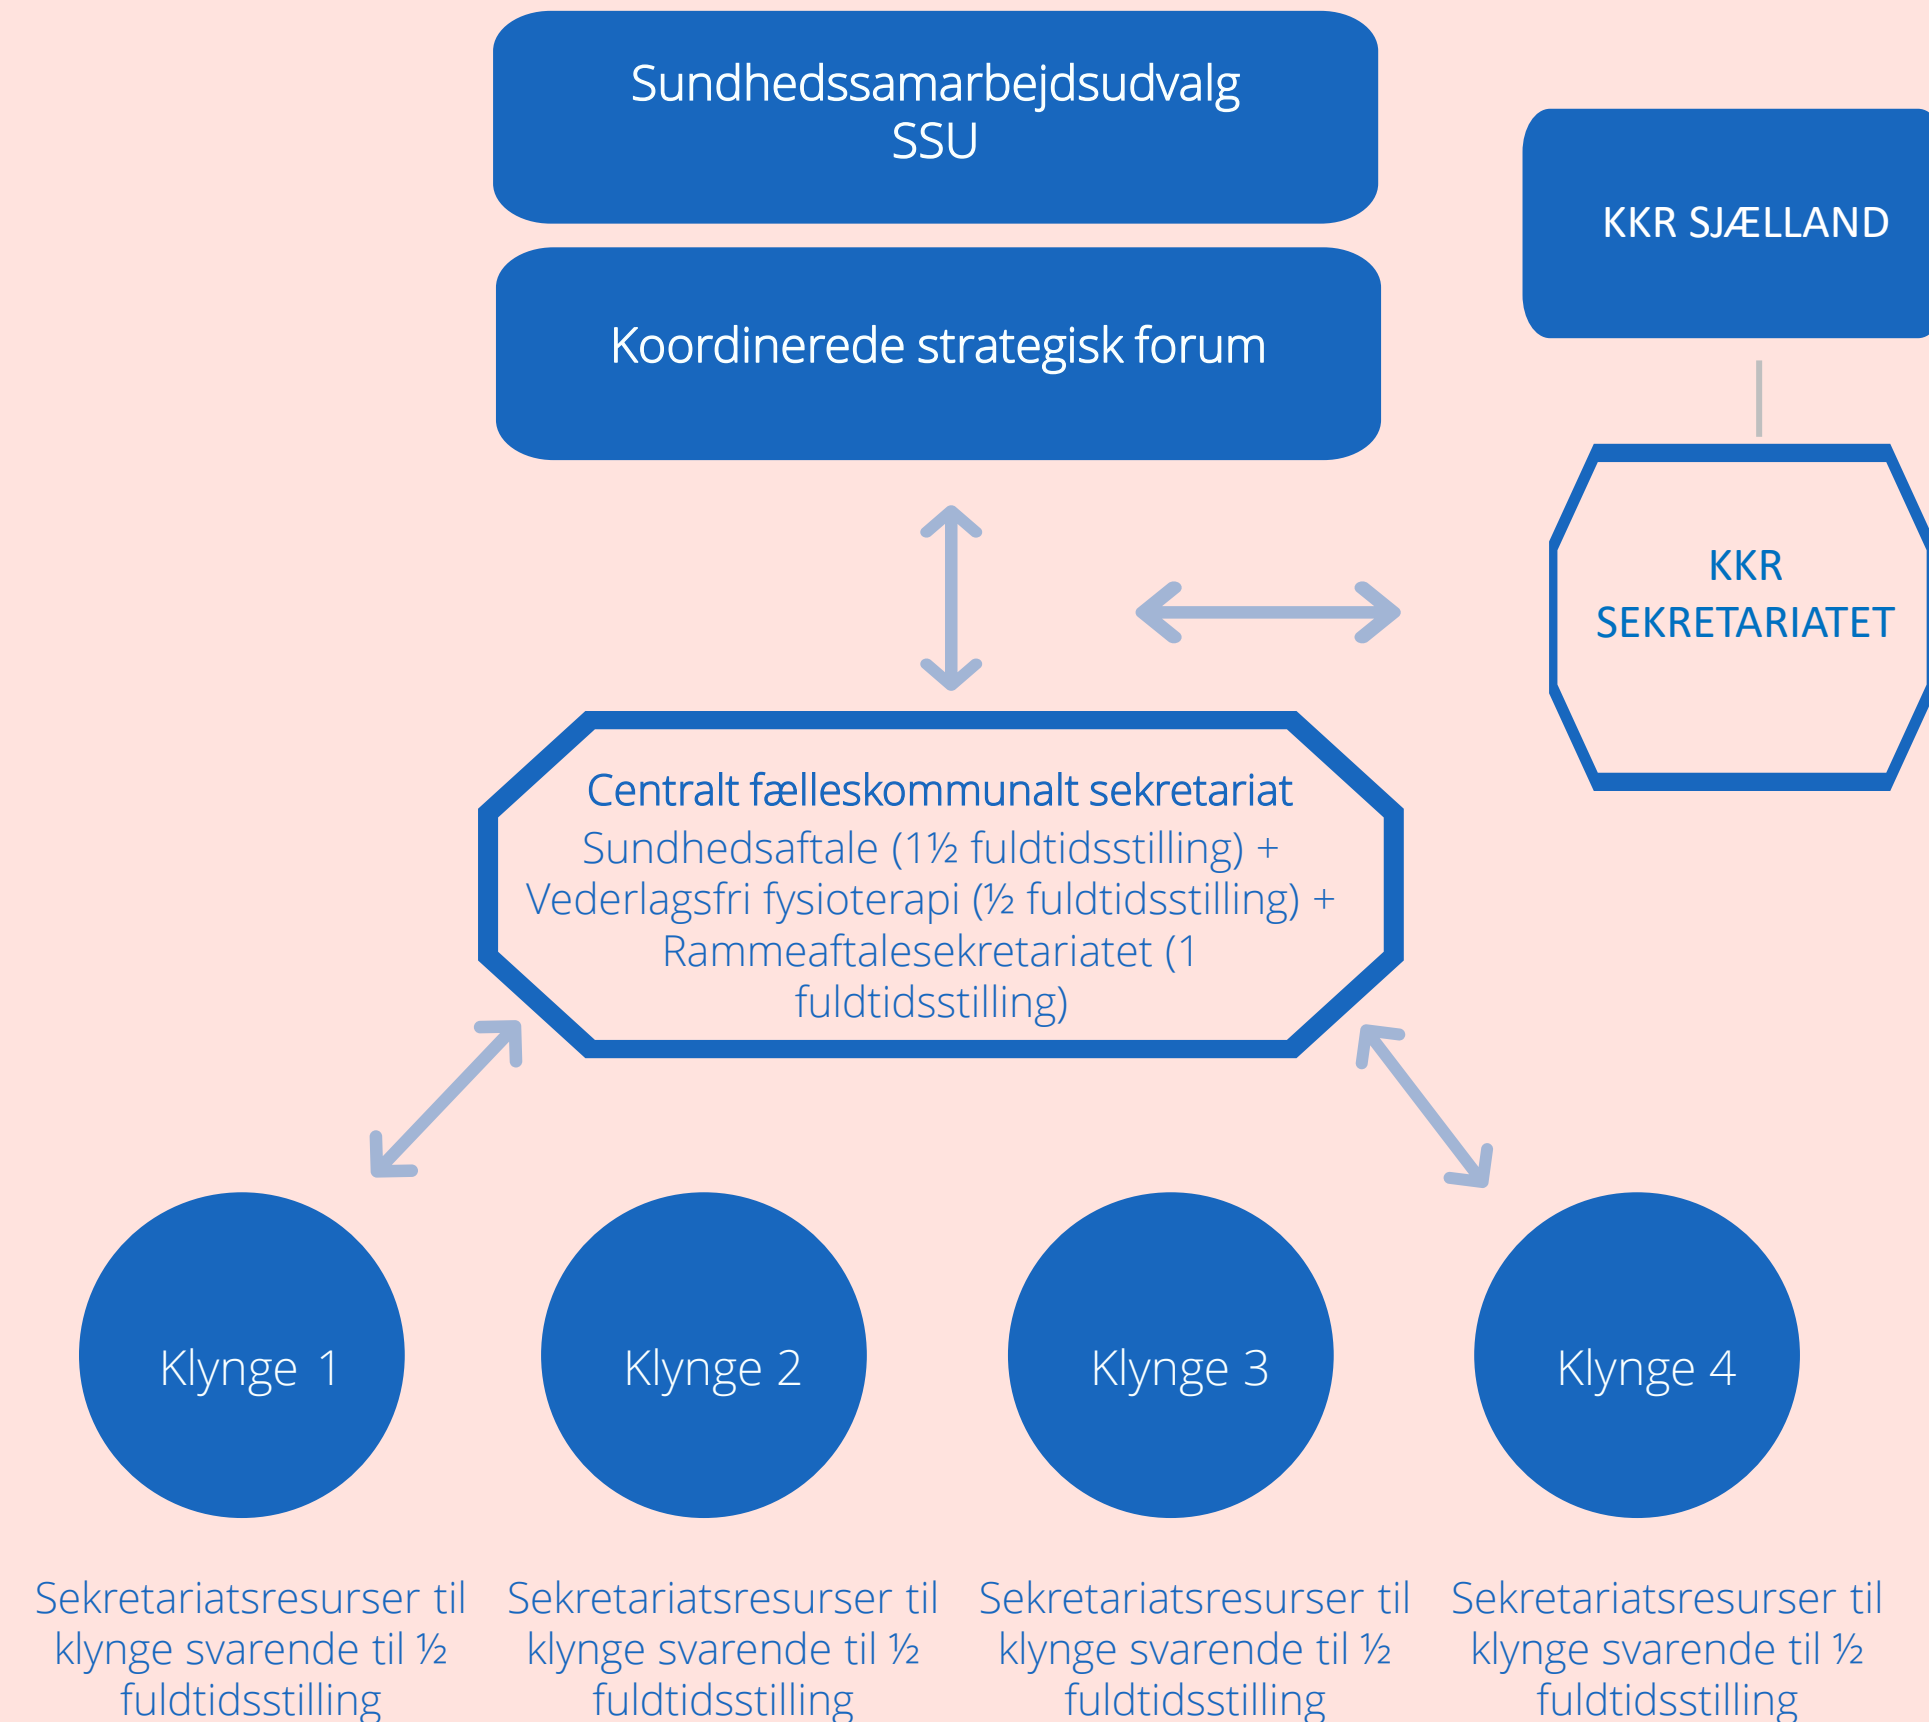 Sundhedssamarbejdsudvalg
SSU
KKR SJÆLLAND
Koordinerede strategisk forum
KKR
SEKRETARIATET
Centralt fælleskommunalt sekretariat
Sundhedsaftale (1½ fuldtidsstilling) +
Vederlagsfri fysioterapi (½ fuldtidsstilling) +
Rammeaftalesekretariatet (1
fuldtidsstilling)
Klynge 1
Klynge 2
Klynge 3
Klynge 4
Sekretariatsresurser til
klynge svarende til ½
fuldtidsstilling
Sekretariatsresurser til
klynge svarende til ½
fuldtidsstilling
Sekretariatsresurser til
klynge svarende til ½
fuldtidsstilling
Sekretariatsresurser til
klynge svarende til ½
fuldtidsstilling